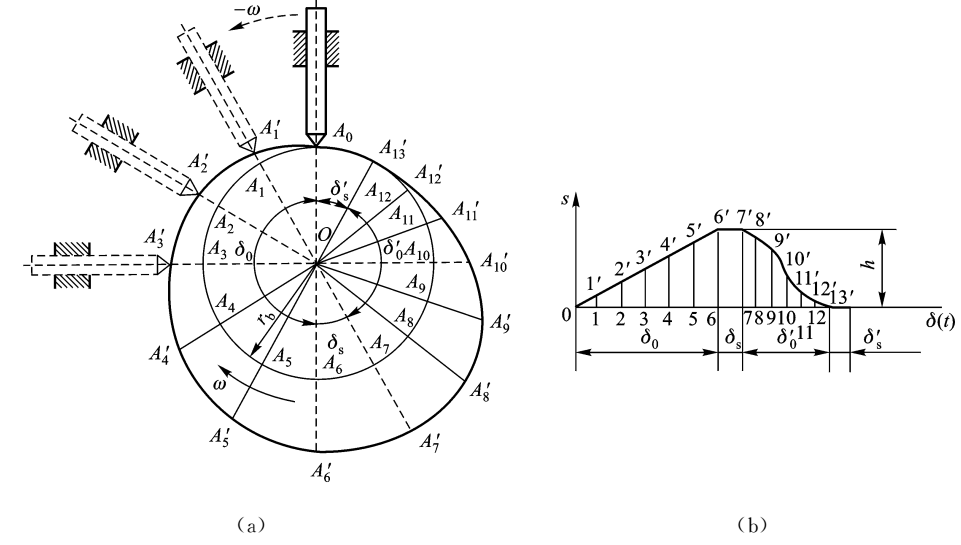 −ω
A₁′
A₀
A₁₃′
A₂′
A₁₂′
A₁
δₛ′
A₁₂
A₁₁
A₁₁′
A₂
O
A₃′
A₃
δ₀
δ₀′
A₁₀
A₁₀′
A₉
A₄
r_b
A₈
A₉′
A₄′
A₅
δₛ
A₇
A₆
ω
A₈′
A₅′
A₇′
A₆′
(a)
s
6′ 7′ 8′
5′
4′
9′
3′
10′
2′
h
1′
11′
12′
13′
0 1 2 3 4 5 6 7 8 9 10 11 12
δ(t)
δ₀ δₛ δ₀′ δₛ′
(b)